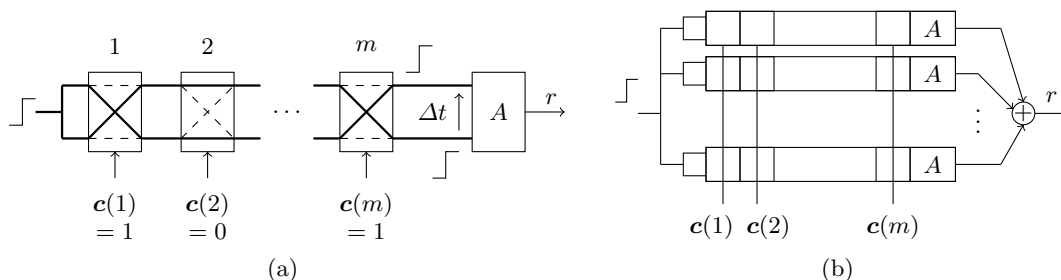 1 2 m
· · ·
Δt A r
c(1) c(2) c(m)
=1 =0 =1
(a)
A
A
+ r
⋮
A
c(1) c(2) c(m)
(b)